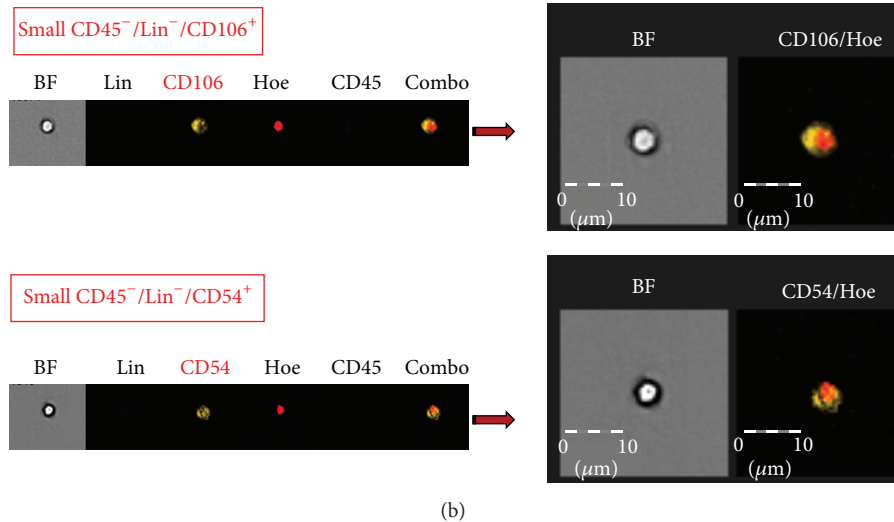 Small CD45⁻/Lin⁻/CD106⁺
BF Lin CD106 Hoe CD45 Combo
BF CD106/Hoe
0 10 0 10
(μm) (μm)
Small CD45⁻/Lin⁻/CD54⁺
BF Lin CD54 Hoe CD45 Combo
BF CD54/Hoe
0 10 0 10
(μm) (μm)
(b)